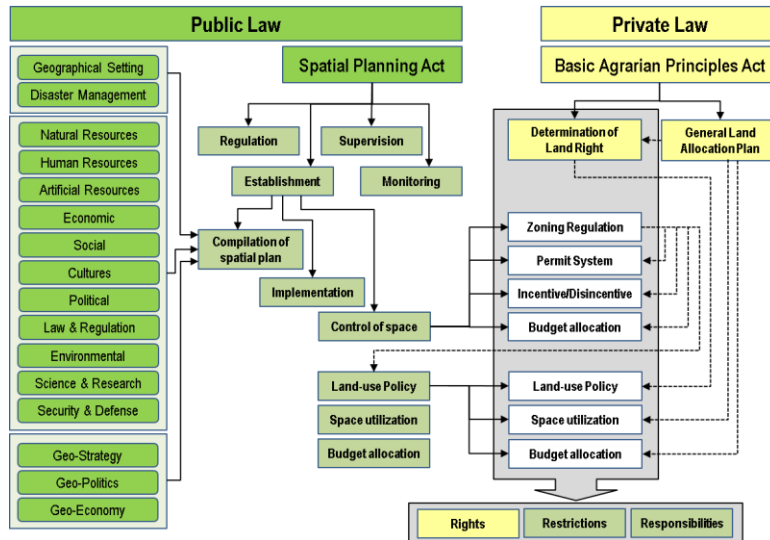 Public Law
Private Law
Geographical Setting
Disaster Management
Spatial Planning Act
Basic Agrarian Principles Act
Natural Resources
Human Resources
Artificial Resources
Economic
Social
Cultures
Political
Law & Regulation
Environmental
Science & Research
Security & Defense
Geo-Strategy
Geo-Politics
Geo-Economy
Regulation
Supervision
Establishment
Monitoring
Compilation of
spatial plan
Implementation
Control of space
Land-use Policy
Space utilization
Budget allocation
Determination of
Land Right
General Land
Allocation Plan
Zoning Regulation
Permit System
Incentive/Disincentive
Budget allocation
Land-use Policy
Space utilization
Budget allocation
Rights
Restrictions
Responsibilities